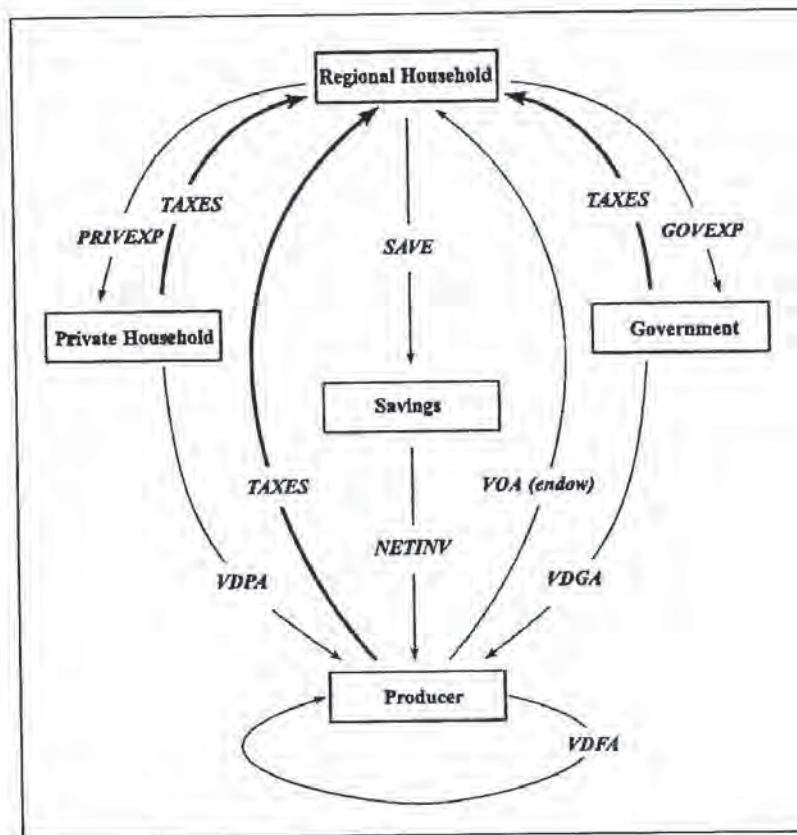 Regional Household
TAXES
TAXES
PRIVEXP
GOVEXP
SAVE
Private Household
Government
Savings
TAXES
VOA (endow)
NETINV
VDPA
VDGA
Producer
VDFA